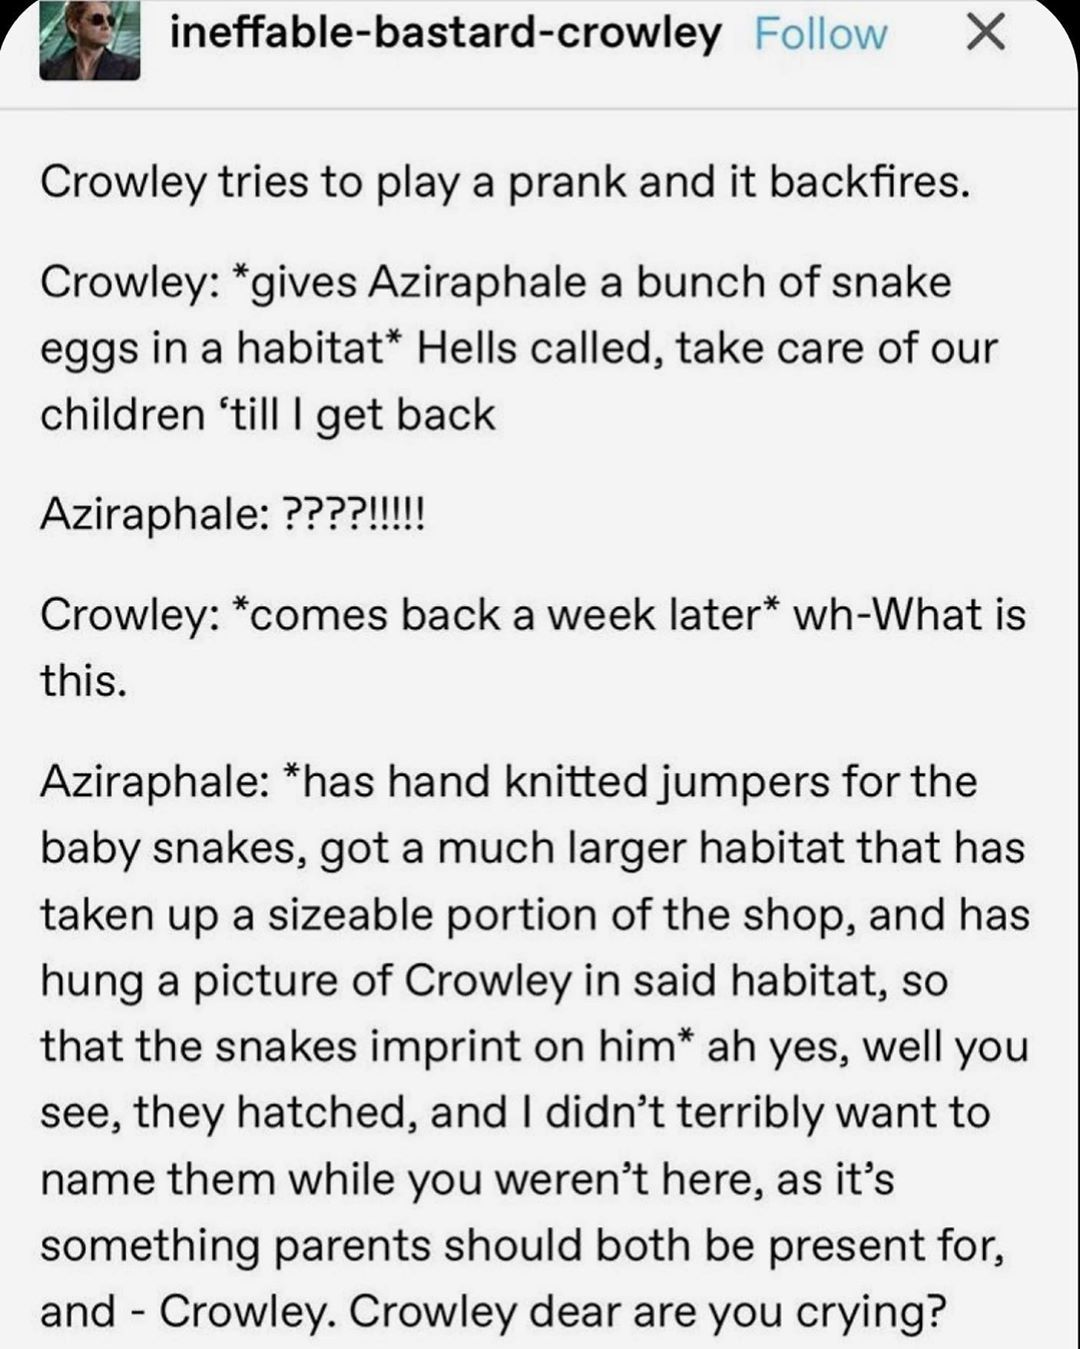 ineffable-bastard-crowley Follow
Crowley tries to play a prank and it backfires.
Crowley: *gives Aziraphale a bunch of snake
eggs in a habitat* Hells called, take care of our
children ‘till I get back
Aziraphale: ????!!!!!
Crowley: *comes back a week later* wh-What is
this.
Aziraphale: *has hand knitted jumpers for the
baby snakes, got a much larger habitat that has
taken up a sizeable portion of the shop, and has
hung a picture of Crowley in said habitat, so
that the snakes imprint on him* ah yes, well you
see, they hatched, and I didn’t terribly want to
name them while you weren’t here, as it’s
something parents should both be present for,
and - Crowley. Crowley dear are you crying?